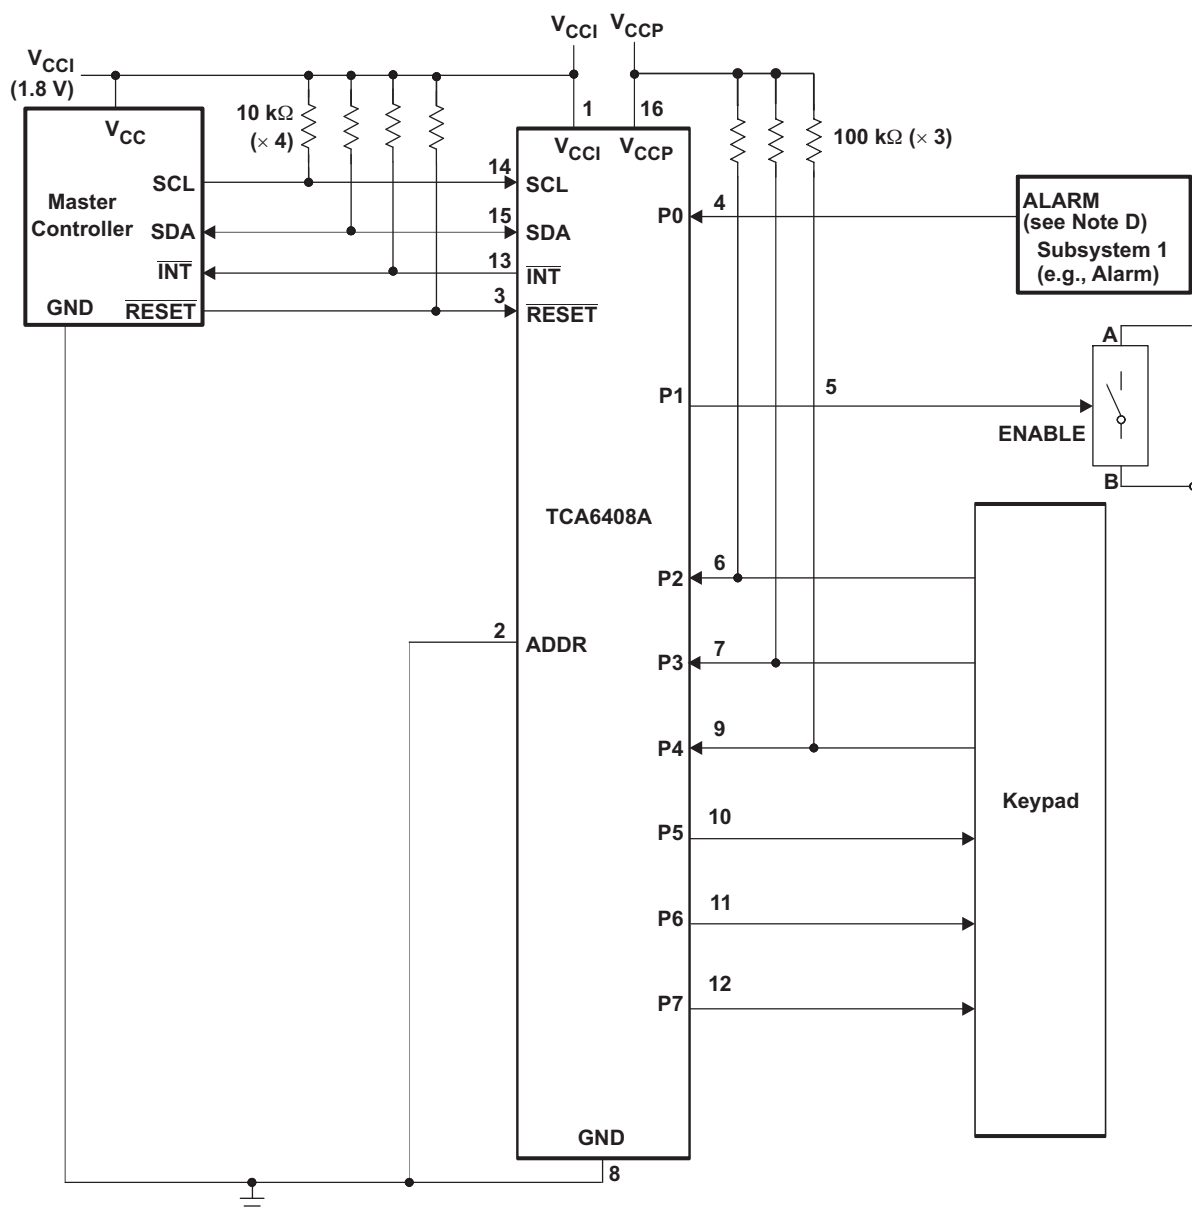 VCCI VCCP
VCCI
(1.8 V)
10 kΩ
(× 4)
1
16
100 kΩ (× 3)
VCC
VCCI VCCP
Master
Controller
SCL
14
SCL
SDA
15
SDA
INT
13
INT
RESET
3
RESET
GND
P0
4
ALARM
(see Note D)
Subsystem 1
(e.g., Alarm)
P1
5
A
ENABLE
B
TCA6408A
P2
6
2
ADDR
P3
7
P4
9
Keypad
P5
10
P6
11
P7
12
GND
8